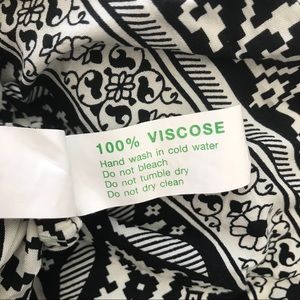 100% VISCOSE
Hand wash in cold water
Do not bleach
Do not tumble dry
Do not dry clean